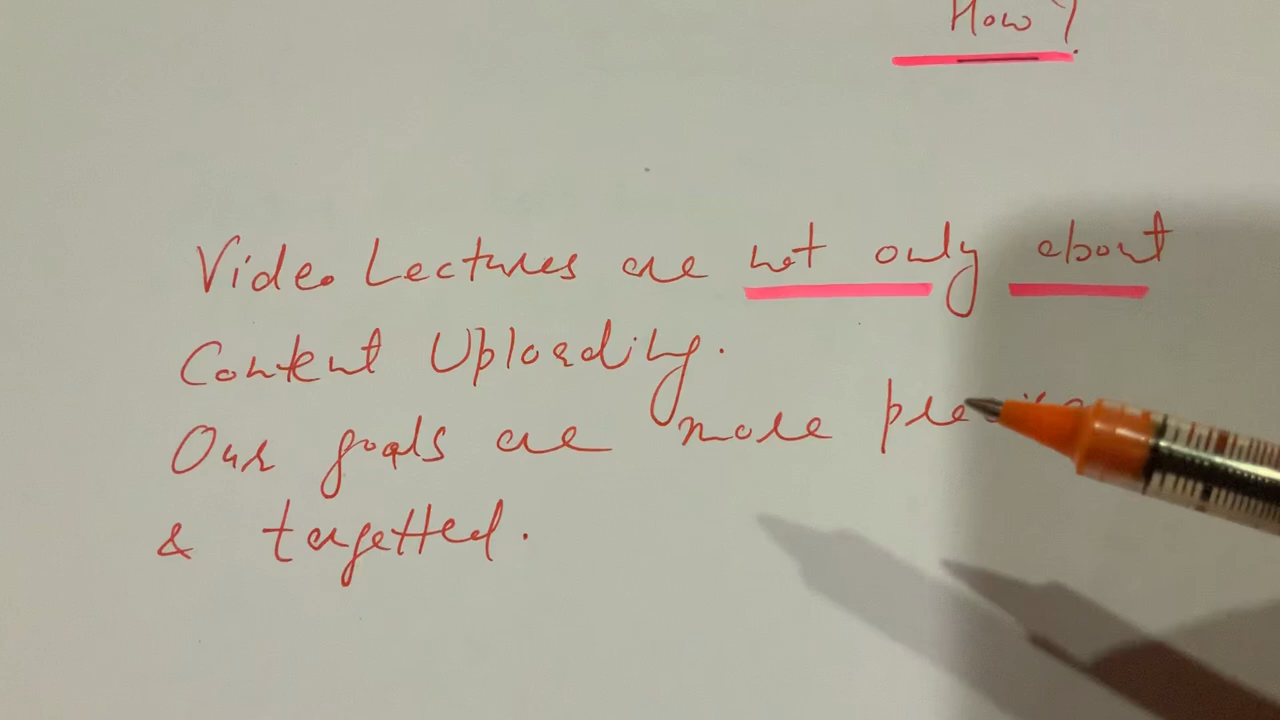 How?
Video Lectures are not only about
Content Uploading.
Our goals are more
& targetted.